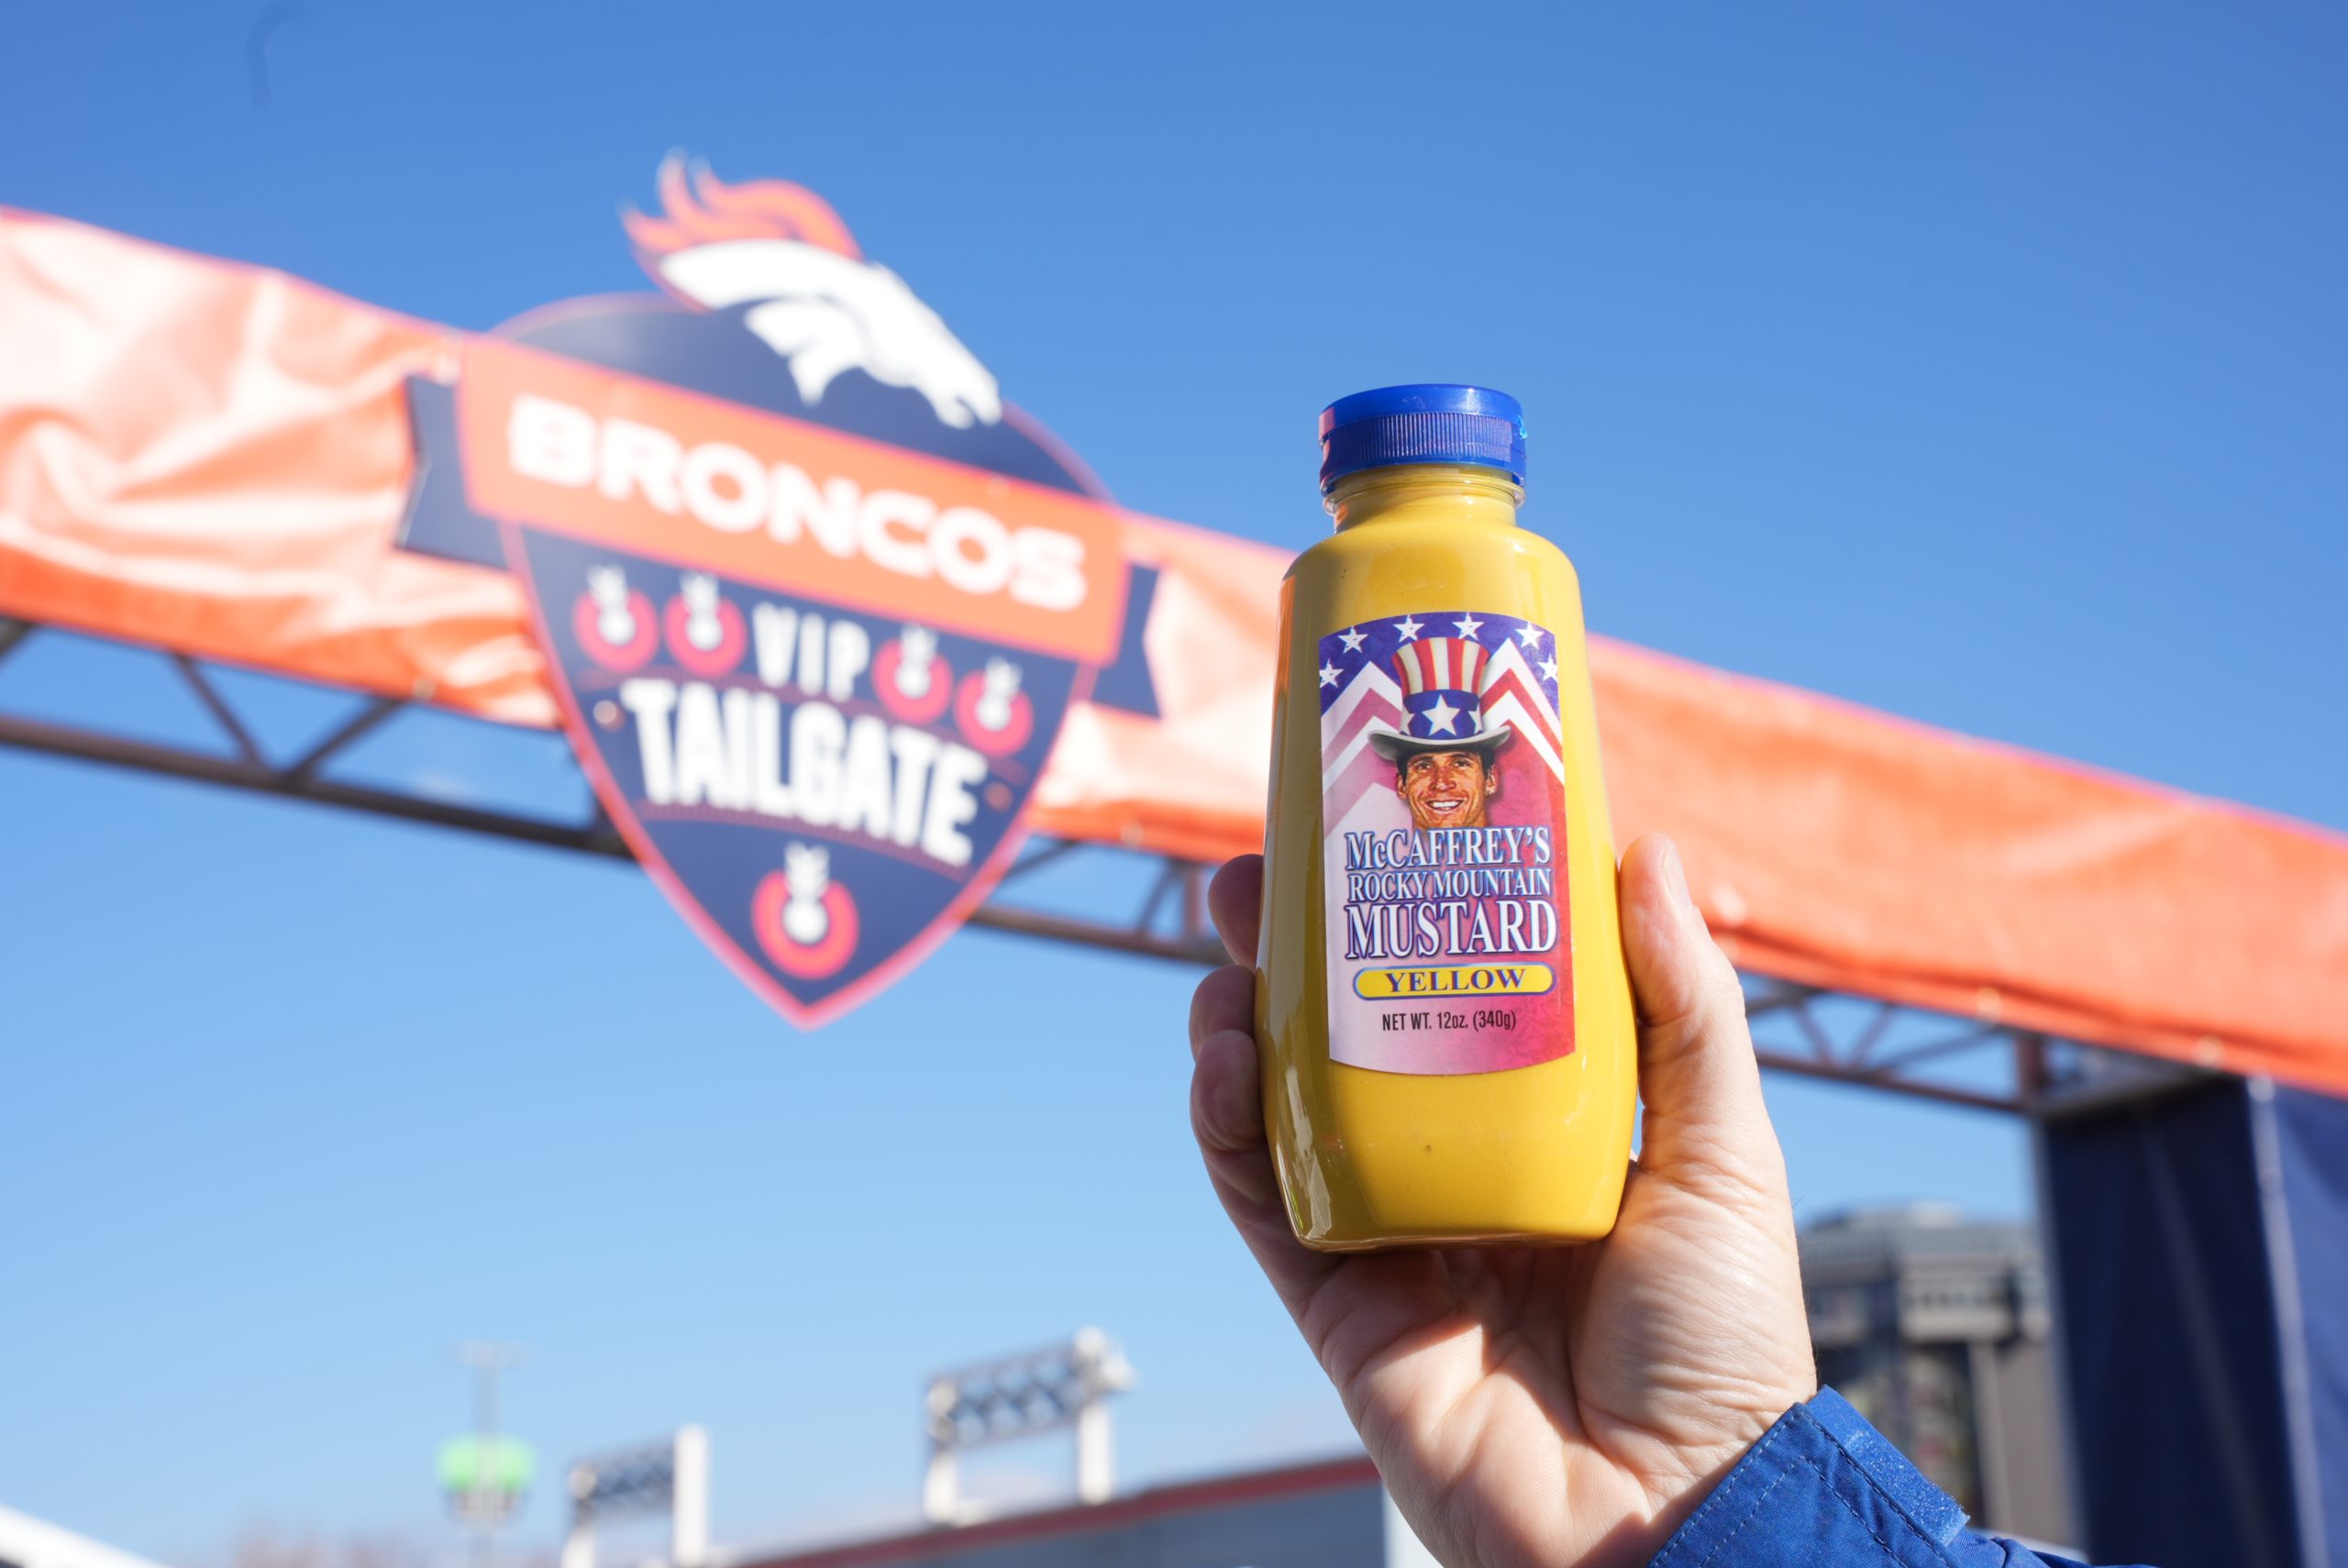 BRONCOS
VIP
TAILGATE
McCAFFREY'S
ROCKY MOUNTAIN
MUSTARD
YELLOW
NET WT. 12oz. (340g)